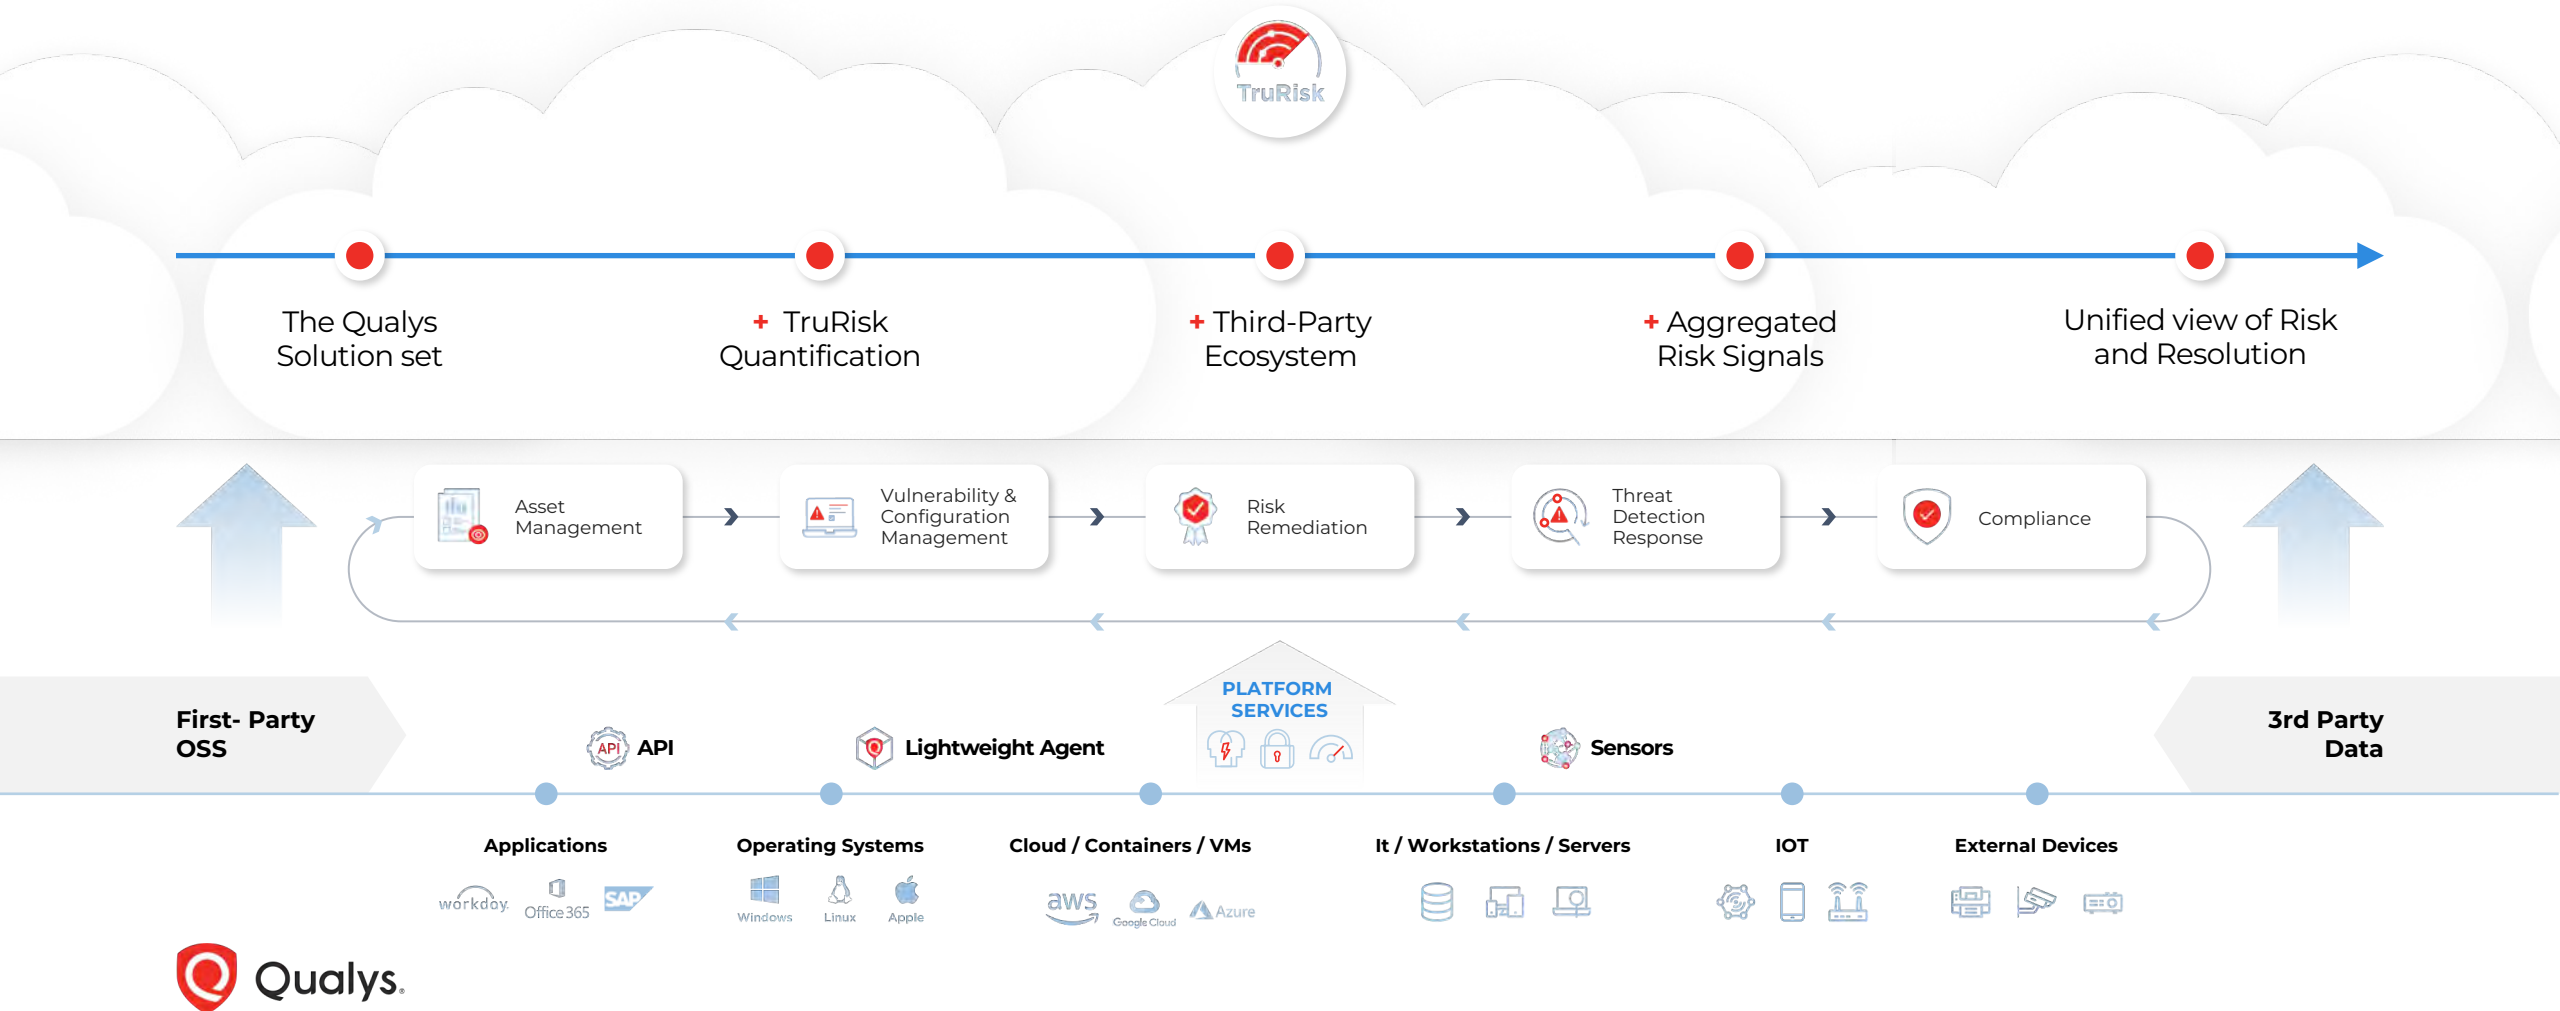 TruRisk
The Qualys
Solution set
+ TruRisk
Quantification
+ Third-Party
Ecosystem
+ Aggregated
Risk Signals
Unified view of Risk
and Resolution
Asset
Management
Vulnerability &
Configuration
Management
Risk
Remediation
Threat
Detection
Response
Compliance
First- Party
OSS
API
API
Lightweight Agent
PLATFORM
SERVICES
Sensors
3rd Party
Data
Applications
workday.
Office 365
SAP
Operating Systems
Windows
Linux
Apple
Cloud / Containers / VMs
aws
Google Cloud
Azure
It / Workstations / Servers
IOT
External Devices
Qualys.